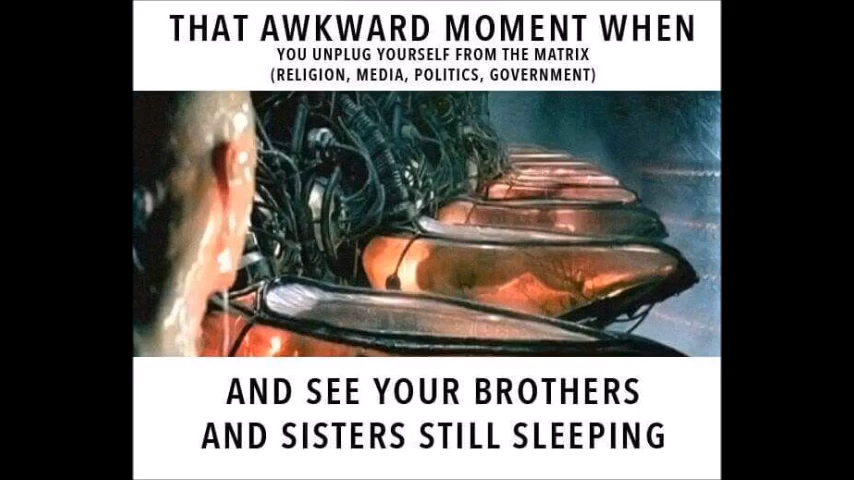 THAT AWKWARD MOMENT WHEN
YOU UNPLUG YOURSELF FROM THE MATRIX
(RELIGION, MEDIA, POLITICS, GOVERNMENT)
AND SEE YOUR BROTHERS
AND SISTERS STILL SLEEPING